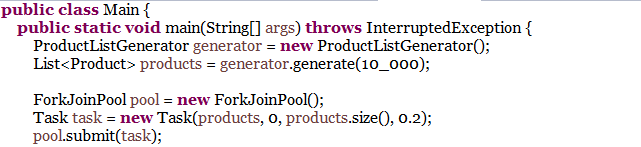 public class Main {
public static void main(String[] args) throws InterruptedException {
ProductListGenerator generator = new ProductListGenerator();
List<Product> products = generator.generate(10_000);
ForkJoinPool pool = new ForkJoinPool();
Task task = new Task(products, 0, products.size(), 0.2);
pool.submit(task);